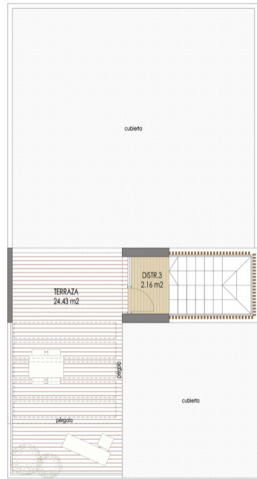 cubierta
DISTR.3
2.16 m2
TERRAZA
24.43 m2
pérgola
cubierta
pérgola